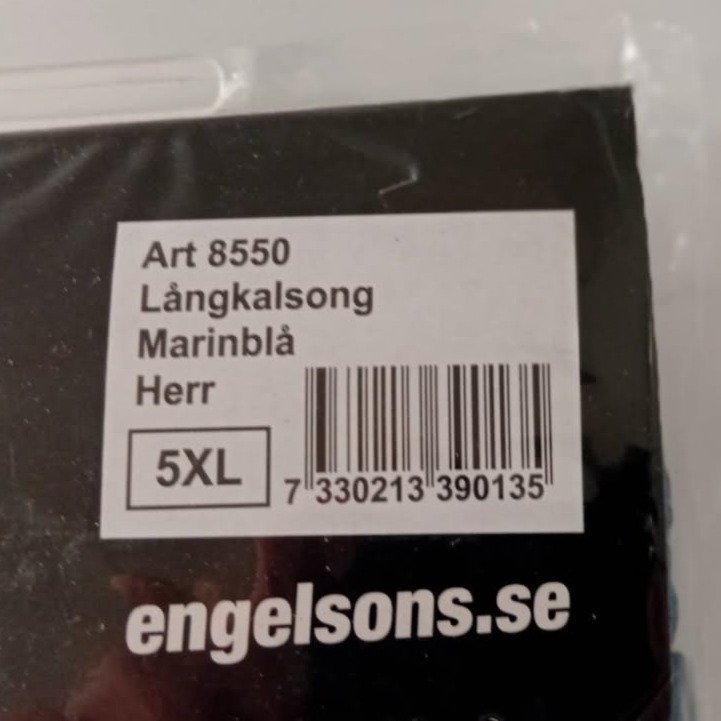 Art 8550
Långkalsong
Marinblå
Herr
5XL
7 330213 390135
engelsons.se